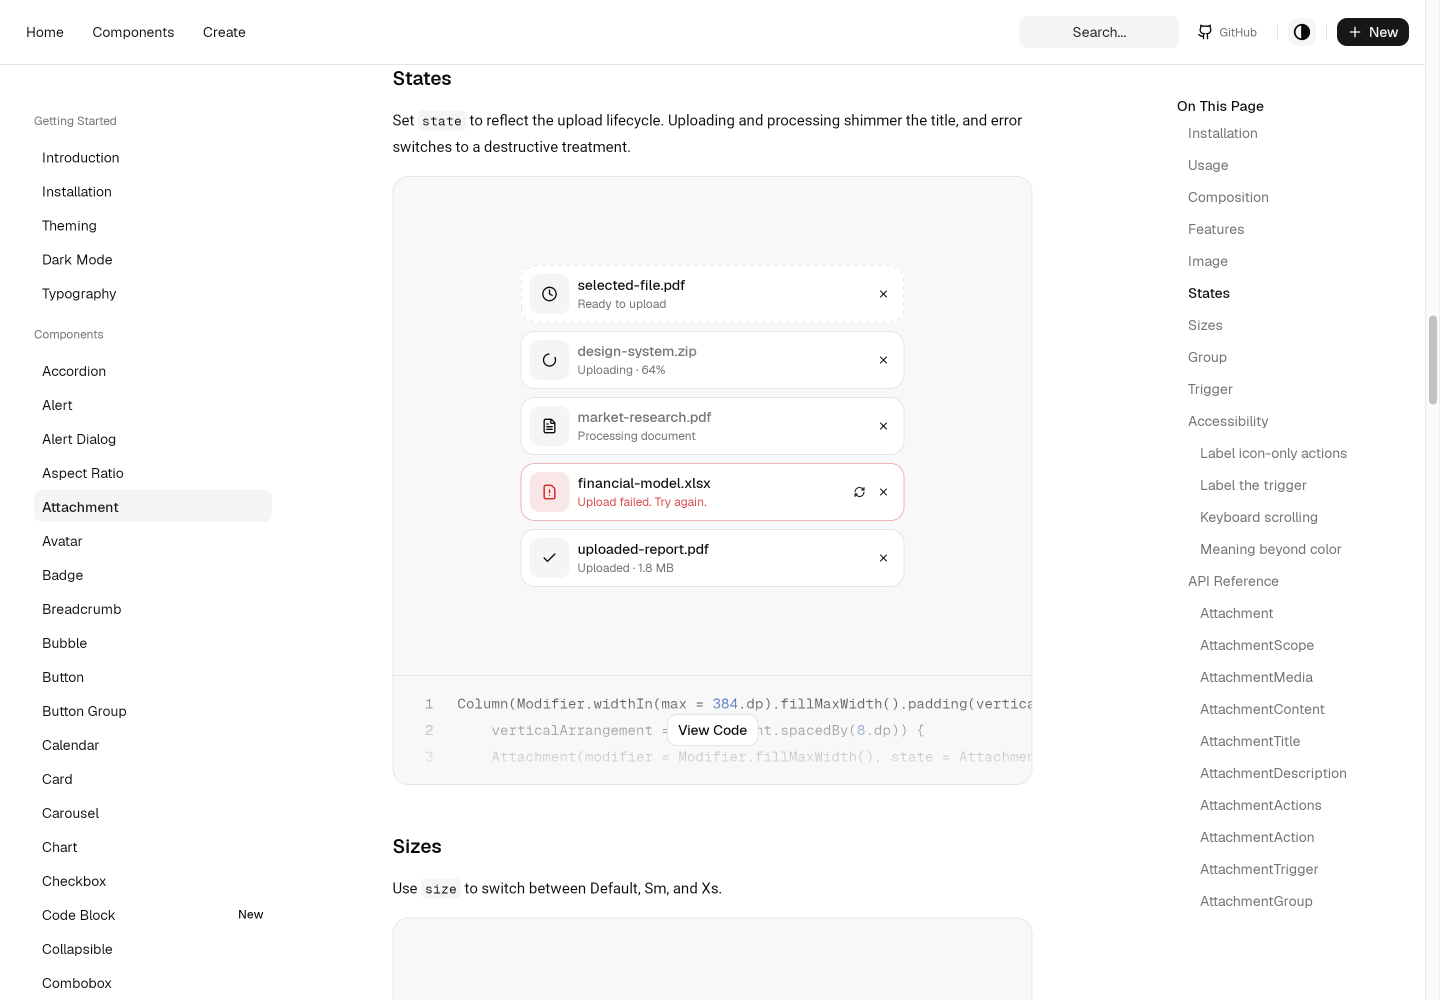 Home
Components
Create
Search...
GitHub
New
Getting Started
Introduction
Installation
Theming
Dark Mode
Typography
Components
Accordion
Alert
Alert Dialog
Aspect Ratio
Attachment
Avatar
Badge
Breadcrumb
Bubble
Button
Button Group
Calendar
Card
Carousel
Chart
Checkbox
Code Block
New
Collapsible
Combobox
States
Set state to reflect the upload lifecycle. Uploading and processing shimmer the title, and error
switches to a destructive treatment.
selected-file.pdf
Ready to upload
design-system.zip
Uploading · 64%
market-research.pdf
Processing document
financial-model.xlsx
Upload failed. Try again.
uploaded-report.pdf
Uploaded · 1.8 MB
1 Column(Modifier.widthIn(max = 384.dp).fillMaxWidth().padding(vertica
2 verticalArrangement = nt.spacedBy(8.dp)) {
View Code
3 Attachment(modifier = Modifier.fillMaxWidth(), state = Attachmen
Sizes
Use size to switch between Default, Sm, and Xs.
On This Page
Installation
Usage
Composition
Features
Image
States
Sizes
Group
Trigger
Accessibility
Label icon-only actions
Label the trigger
Keyboard scrolling
Meaning beyond color
API Reference
Attachment
AttachmentScope
AttachmentMedia
AttachmentContent
AttachmentTitle
AttachmentDescription
AttachmentActions
AttachmentAction
AttachmentTrigger
AttachmentGroup